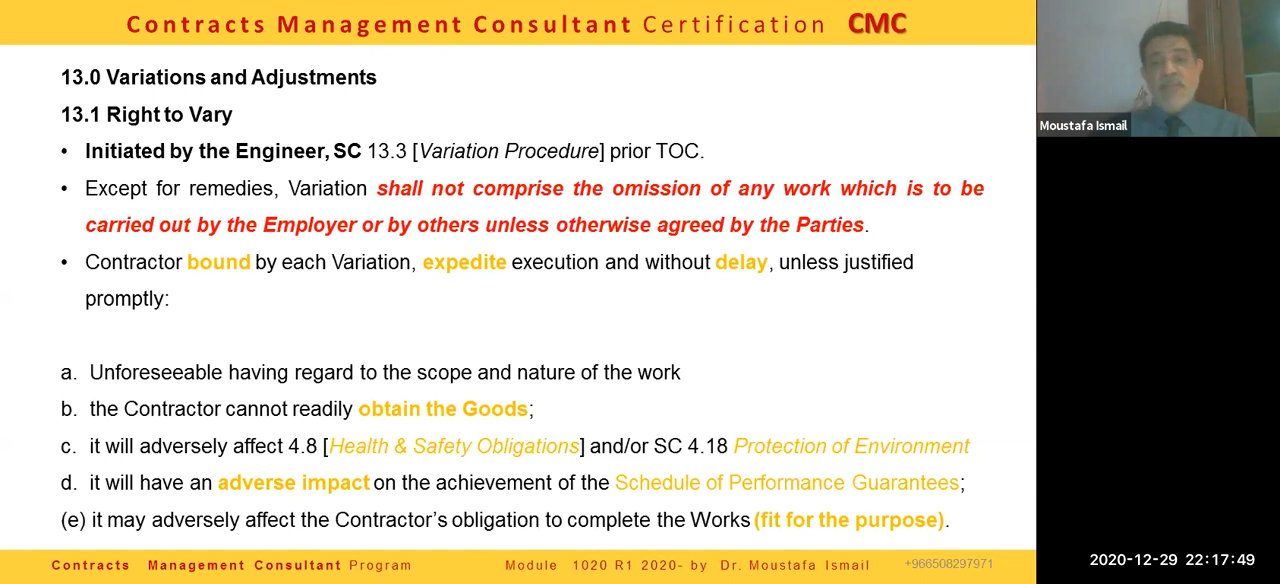 Contracts Management Consultant Certification CMC
13.0 Variations and Adjustments
13.1 Right to Vary
• Initiated by the Engineer, SC 13.3 [Variation Procedure] prior TOC.
• Except for remedies, Variation shall not comprise the omission of any work which is to be
carried out by the Employer or by others unless otherwise agreed by the Parties.
• Contractor bound by each Variation, expedite execution and without delay, unless justified
promptly:
a. Unforeseeable having regard to the scope and nature of the work
b. the Contractor cannot readily obtain the Goods;
c. it will adversely affect 4.8 [Health & Safety Obligations] and/or SC 4.18 Protection of Environment
d. it will have an adverse impact on the achievement of the Schedule of Performance Guarantees;
(e) it may adversely affect the Contractor’s obligation to complete the Works (fit for the purpose).
Contracts Management Consultant Program Module 1020 R1 2020- by Dr. Moustafa Ismail +966508297971
Moustafa Ismail
2020-12-29 22:17:49